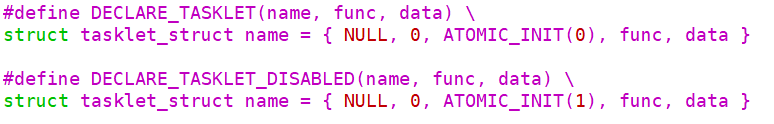 #define DECLARE_TASKLET(name, func, data) \
struct tasklet_struct name = { NULL, 0, ATOMIC_INIT(0), func, data }
#define DECLARE_TASKLET_DISABLED(name, func, data) \
struct tasklet_struct name = { NULL, 0, ATOMIC_INIT(1), func, data }